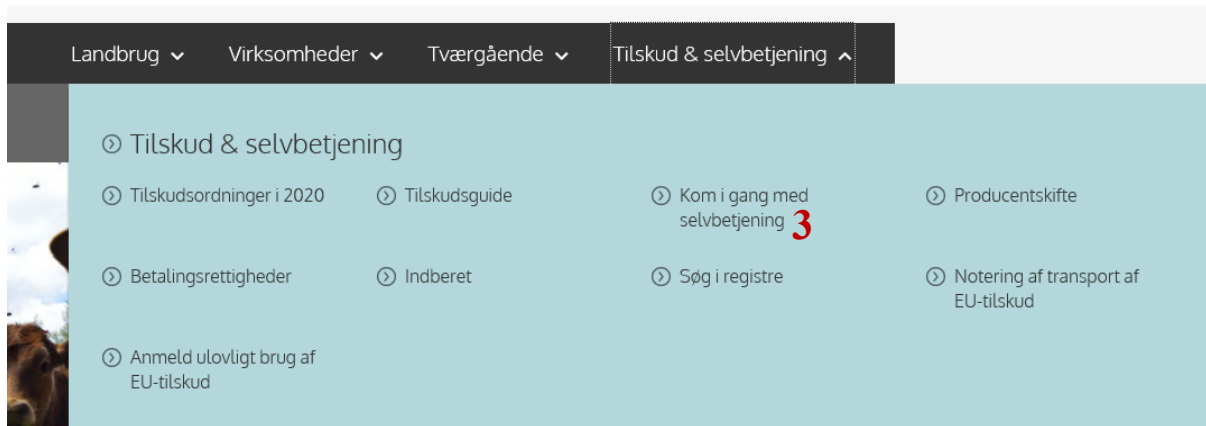 Landbrug Virksomheder Tværgående Tilskud & selvbetjening
Tilskud & selvbetjening
Tilskudsordninger i 2020 Tilskudsguide Kom i gang med Producentskifte
selvbetjening 3
Betalingsrettigheder Indberet Søg i registre Notering af transport af
EU-tilskud
Anmeld ulovligt brug af
EU-tilskud